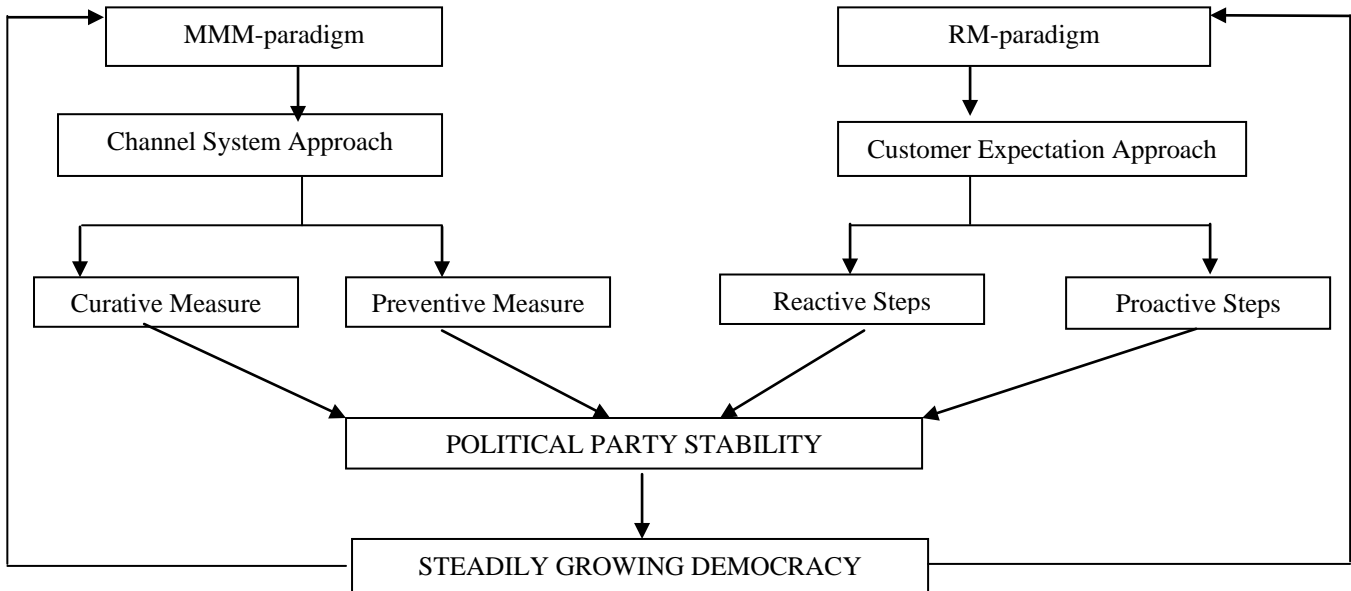 MMM-paradigm
RM-paradigm
Channel System Approach
Customer Expectation Approach
Curative Measure
Preventive Measure
Reactive Steps
Proactive Steps
POLITICAL PARTY STABILITY
STEADILY GROWING DEMOCRACY